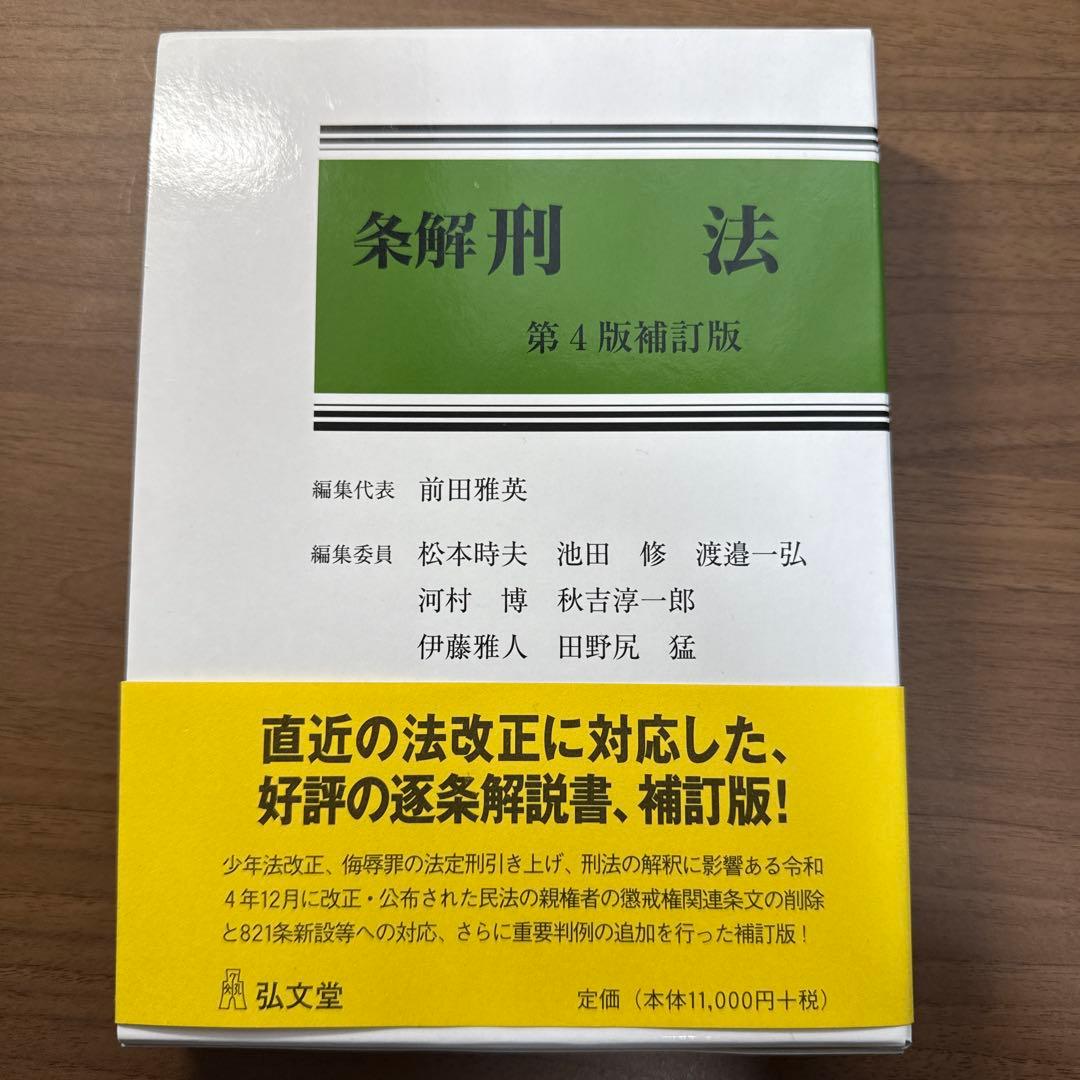 条解 刑 法
第4版補訂版
編集代表 前田雅英
編集委員 松本時夫 池田 修 渡邉一弘
河村 博 秋吉淳一郎
伊藤雅人 田野尻 猛
直近の法改正に対応した、
好評の逐条解説書、補訂版!
少年法改正、侮辱罪の法定刑引き上げ、刑法の解釈に影響ある令和
4年12月に改正・公布された民法の親権者の懲戒権関連条文の削除
と821条新設等への対応、さらに重要判例の追加を行った補訂版!
弘文堂 定価(本体11,000円+税)